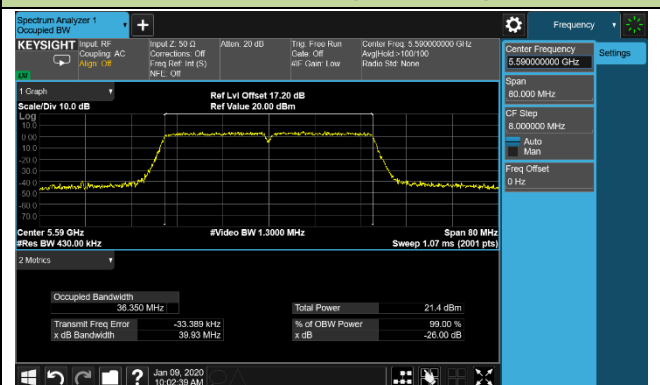 Spectrum Analyzer 1
Occupied BW
Frequency
KEYSIGHT
Input: RF
Coupling: AC
Align: Off
Input Z: 50 Ω
Corrections: Off
Freq Ref: Int (S)
NFE: Off
Atten: 20 dB
Trig: Free Run
Gate: Off
#IF Gain: Low
Center Freq: 5.590000000 GHz
Avg|Hold:>100/100
Radio Std: None
LXI
Center Frequency
5.590000000 GHz
Settings
Span
80.000 MHz
CF Step
8.000000 MHz
Auto
Man
Freq Offset
0 Hz
1 Graph
Scale/Div 10.0 dB
Ref Lvl Offset 17.20 dB
Ref Value 20.00 dBm
Log
10.0
0.00
-10.0
-20.0
-30.0
-40.0
-50.0
-60.0
-70.0
Center 5.59 GHz
#Res BW 430.00 kHz
#Video BW 1.3000 MHz
Span 80 MHz
Sweep 1.07 ms (2001 pts)
2 Metrics
Occupied Bandwidth
36.350 MHz
Total Power
21.4 dBm
Transmit Freq Error
-33.389 kHz
% of OBW Power
99.00 %
x dB Bandwidth
39.93 MHz
x dB
-26.00 dB
?
Jan 09, 2020
10:02:39 AM